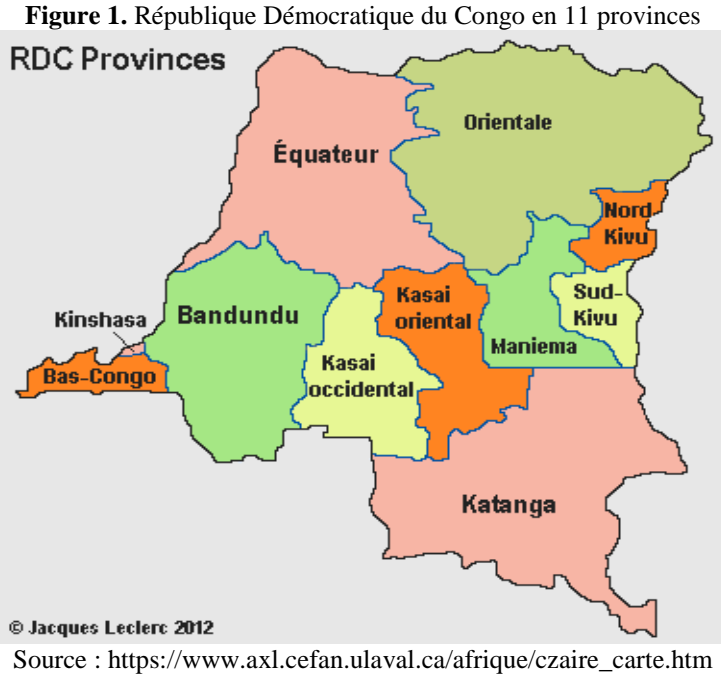 Figure 1. République Démocratique du Congo en 11 provinces
RDC Provinces
Orientale
Équateur
Nord-
Kivu
Kasai
oriental
Sud-
Kivu
Bandundu
Kinshasa
Maniema
Kasai
occidental
Bas-Congo
Katanga
© Jacques Leclerc 2012
Source : https://www.axl.cefan.ulaval.ca/afrique/czaire_carte.htm